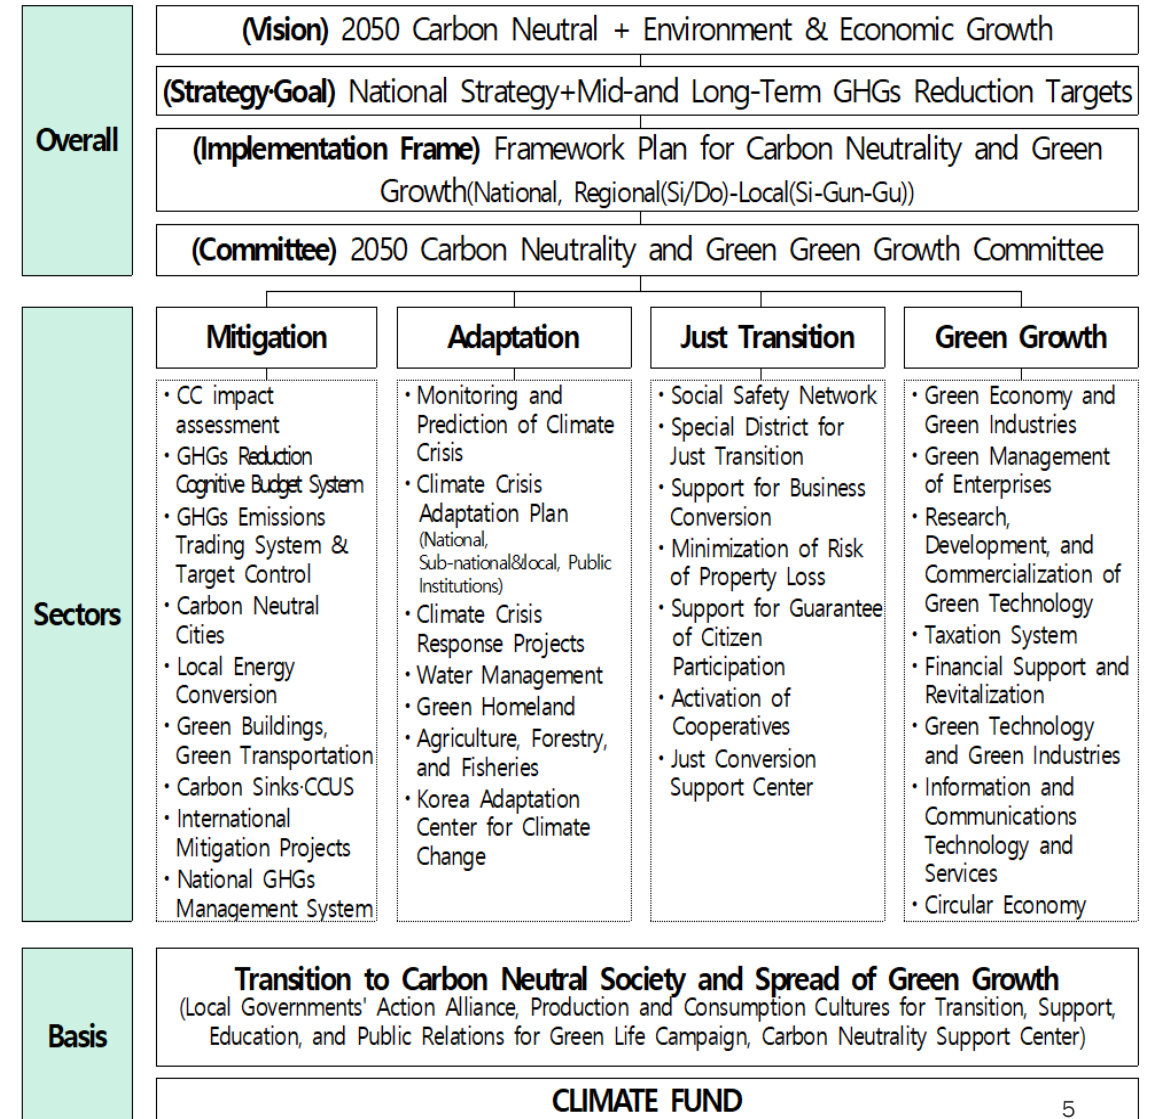 Overall
(Vision) 2050 Carbon Neutral + Environment & Economic Growth
(Strategy·Goal) National Strategy+Mid-and Long-Term GHGs Reduction Targets
(Implementation Frame) Framework Plan for Carbon Neutrality and Green
Growth(National, Regional(Si/Do)-Local(Si-Gun-Gu))
(Committee) 2050 Carbon Neutrality and Green Green Growth Committee
Sectors
Mitigation
· CC impact
assessment
· GHGs Reduction
Cognitive Budget System
· GHGs Emissions
Trading System &
Target Control
· Carbon Neutral
Cities
· Local Energy
Conversion
· Green Buildings,
Green Transportation
· Carbon Sinks·CCUS
· International
Mitigation Projects
· National GHGs
Management System
Adaptation
· Monitoring and
Prediction of Climate
Crisis
· Climate Crisis
Adaptation Plan
(National,
Sub-national&local, Public
Institutions)
· Climate Crisis
Response Projects
· Water Management
· Green Homeland
· Agriculture, Forestry,
and Fisheries
· Korea Adaptation
Center for Climate
Change
Just Transition
· Social Safety Network
· Special District for
Just Transition
· Support for Business
Conversion
· Minimization of Risk
of Property Loss
· Support for Guarantee
of Citizen
Participation
· Activation of
Cooperatives
· Just Conversion
Support Center
Green Growth
· Green Economy and
Green Industries
· Green Management
of Enterprises
· Research,
Development, and
Commercialization of
Green Technology
· Taxation System
· Financial Support and
Revitalization
· Green Technology
and Green Industries
· Information and
Communications
Technology and
Services
· Circular Economy
Basis
Transition to Carbon Neutral Society and Spread of Green Growth
(Local Governments' Action Alliance, Production and Consumption Cultures for Transition, Support,
Education, and Public Relations for Green Life Campaign, Carbon Neutrality Support Center)
CLIMATE FUND
5